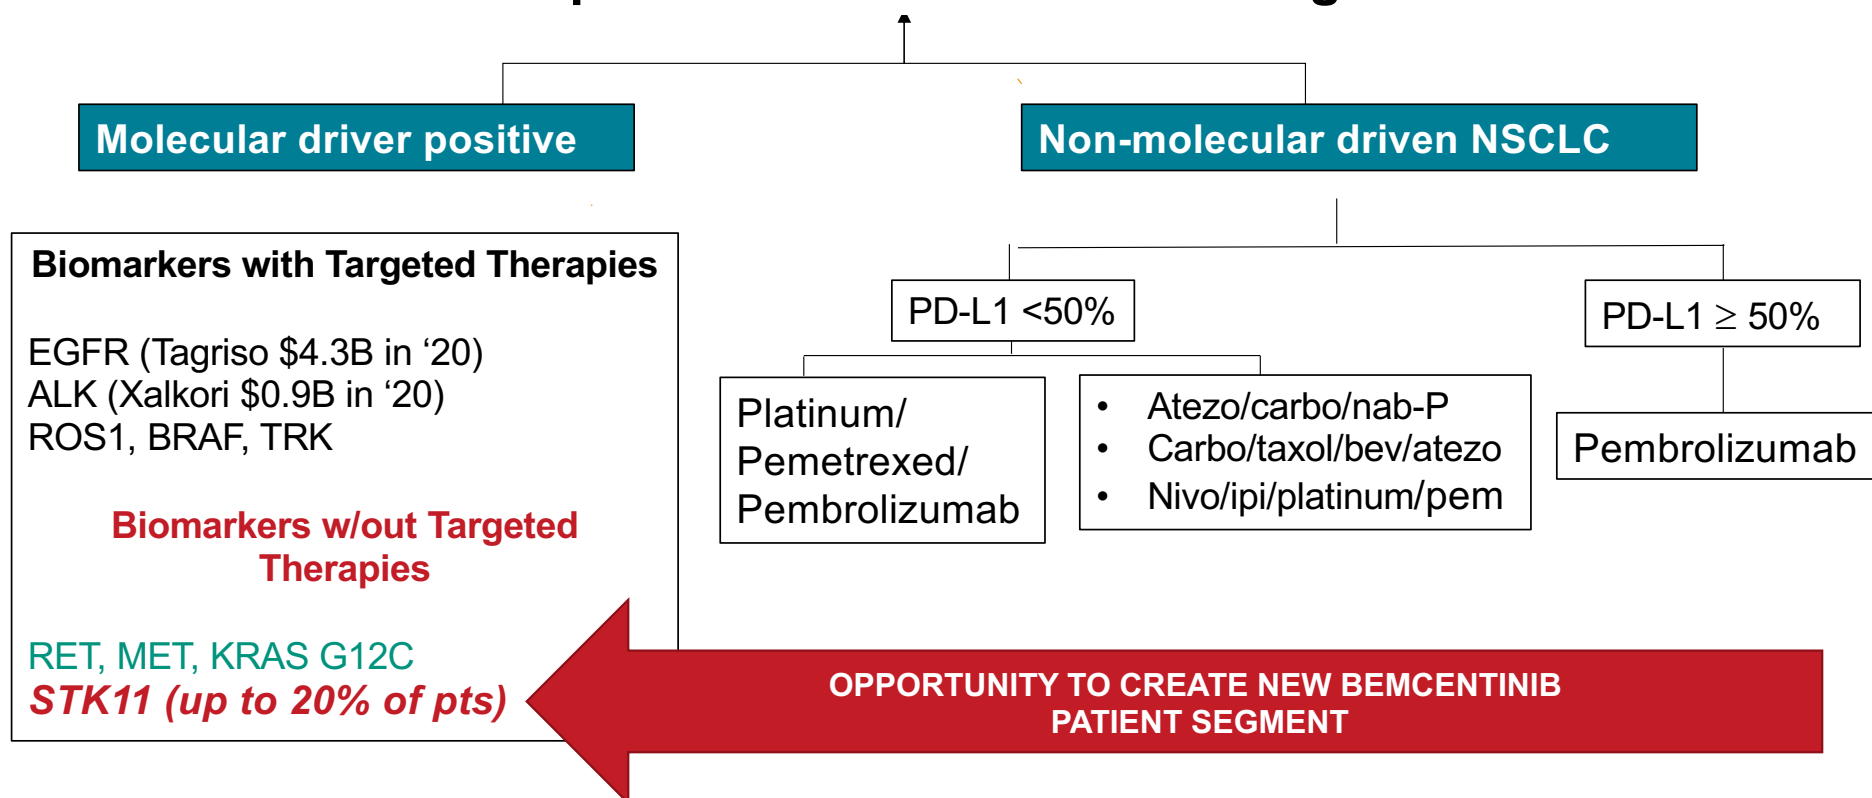 Molecular driver positive
Non-molecular driven NSCLC
Biomarkers with Targeted Therapies
EGFR (Tagriso $4.3B in ‘20)
ALK (Xalkori $0.9B in ‘20)
ROS1, BRAF, TRK
Biomarkers w/out Targeted
Therapies
RET, MET, KRAS G12C
STK11 (up to 20% of pts)
PD-L1 <50%
PD-L1 ≥ 50%
Platinum/
Pemetrexed/
Pembrolizumab
• Atezo/carbo/nab-P
• Carbo/taxol/bev/atezo
• Nivo/ipi/platinum/pem
Pembrolizumab
OPPORTUNITY TO CREATE NEW BEMCENTINIB
PATIENT SEGMENT